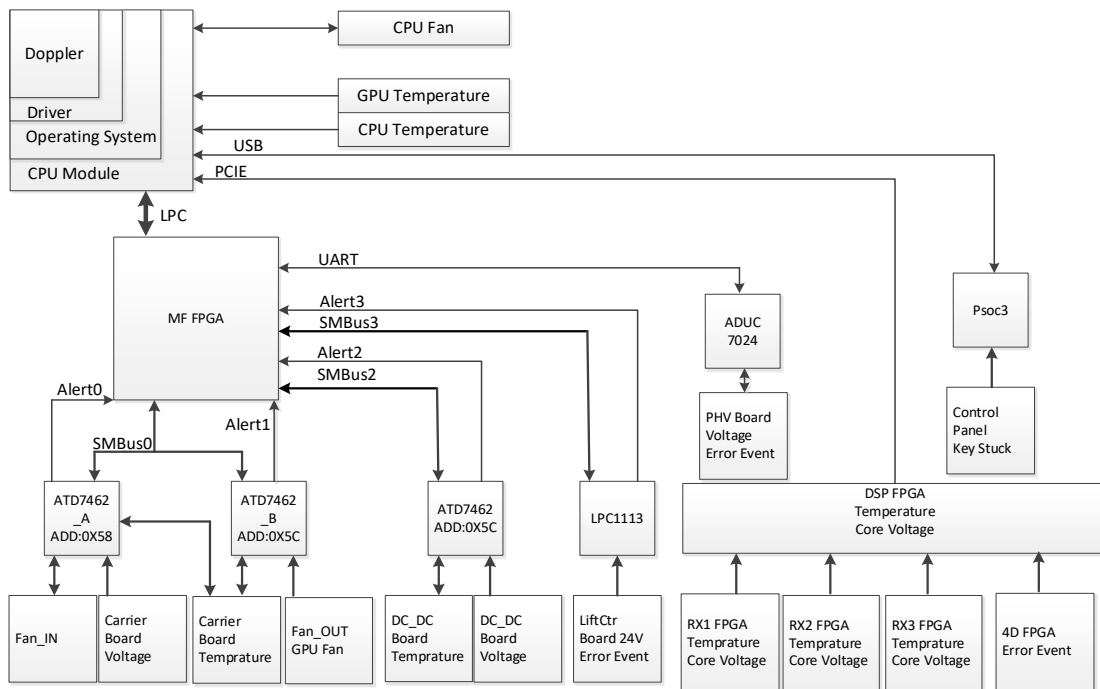 Doppler
Driver
Operating System
CPU Module
CPU Fan
GPU Temperature
CPU Temperature
USB
PCIE
LPC
MF FPGA
UART
Alert3
SMBus3
Alert2
SMBus2
Alert0
SMBus0
Alert1
ADUC
7024
Psoc3
PHV Board
Voltage
Error Event
Control
Panel
Key Stuck
ATD7462
_A
ADD:0X58
ATD7462
_B
ADD:0X5C
ATD7462
ADD:0X5C
LPC1113
DSP FPGA
Temperature
Core Voltage
Fan_IN
Carrier
Board
Voltage
Carrier
Board
Temprature
Fan_OUT
GPU Fan
DC_DC
Board
Temprature
DC_DC
Board
Voltage
LiftCtr
Board 24V
Error Event
RX1 FPGA
Temprature
Core Voltage
RX2 FPGA
Temprature
Core Voltage
RX3 FPGA
Temprature
Core Voltage
4D FPGA
Error Event